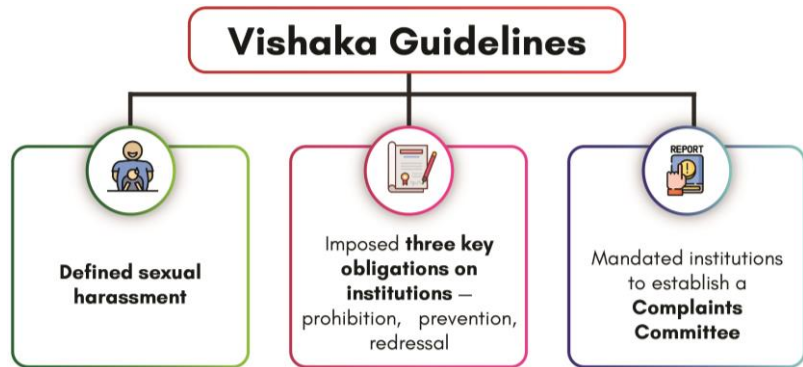 Vishaka Guidelines
Defined sexual
harassment
Imposed three key
obligations on
institutions —
prohibition, prevention,
redressal
REPORT
Mandated institutions
to establish a
Complaints
Committee